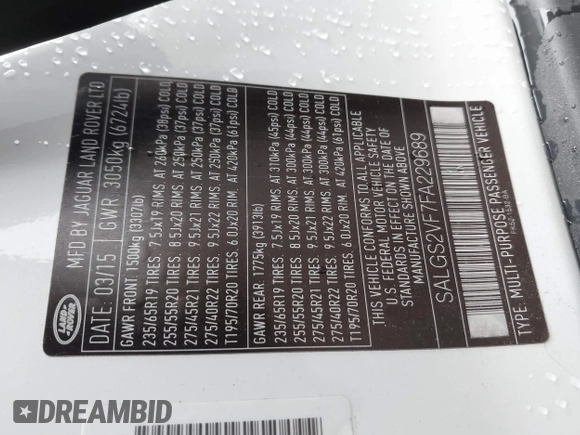 MFD BY JAGUAR LAND ROVER LTD
DATE: 03/15 GWR: 3050kg (6724lb)
GAWR FRONT 1500kg (3307lb)
235/65R19 TIRES. 7.5Jx19 RIMS. AT 260kPa (39psi) COLD
255/55R20 TIRES. 8.5Jx20 RIMS. AT 250kPa (37psi) COLD
275/45R21 TIRES. 9.5Jx21 RIMS. AT 250kPa (37psi) COLD
275/40R22 TIRES. 9.5Jx22 RIMS. AT 250kPa (37psi) COLD
T195/70R20 TIRES 6.0Jx20 RIM. AT 420kPa (61psi) COLD
GAWR REAR 1775kg (3913lb)
235/65R19 TIRES. 7.5Jx19 RIMS. AT 310kPa (45psi) COLD
255/55R20 TIRES. 8.5Jx20 RIMS. AT 300kPa (44psi) COLD
275/45R21 TIRES. 9.5Jx21 RIMS. AT 300kPa (44psi) COLD
275/40R22 TIRES. 9.5Jx22 RIMS. AT 300kPa (44psi) COLD
T195/70R20 TIRES 6.0Jx20 RIM. AT 420kPa (61psi) COLD
VEHICLE CONFORMS TO ALL APPLICABLE
U.S. FEDERAL MOTOR VEHICLE SAFETY
STANDARDS IN EFFECT ON THE DATE OF
MANUFACTURE SHOWN ABOVE
SALGS2VF7FA229689
TYPE: MULTI-PURPOSE PASSENGER VEHICLE
LAND
ROVER
DREAMBID